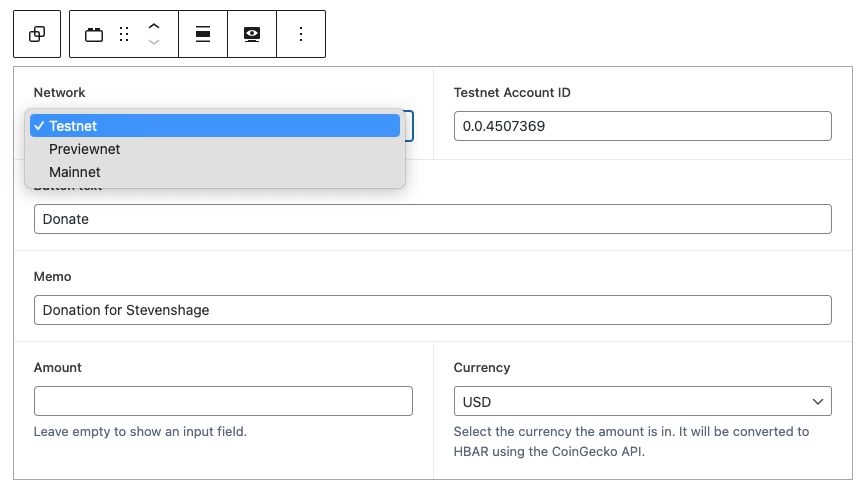 Network
Testnet Account ID
Testnet
Previewnet
Mainnet
0.0.4507369
Button text
Donate
Memo
Donation for Stevenshage
Amount
Currency
USD
Leave empty to show an input field.
Select the currency the amount is in. It will be converted to
HBAR using the CoinGecko API.